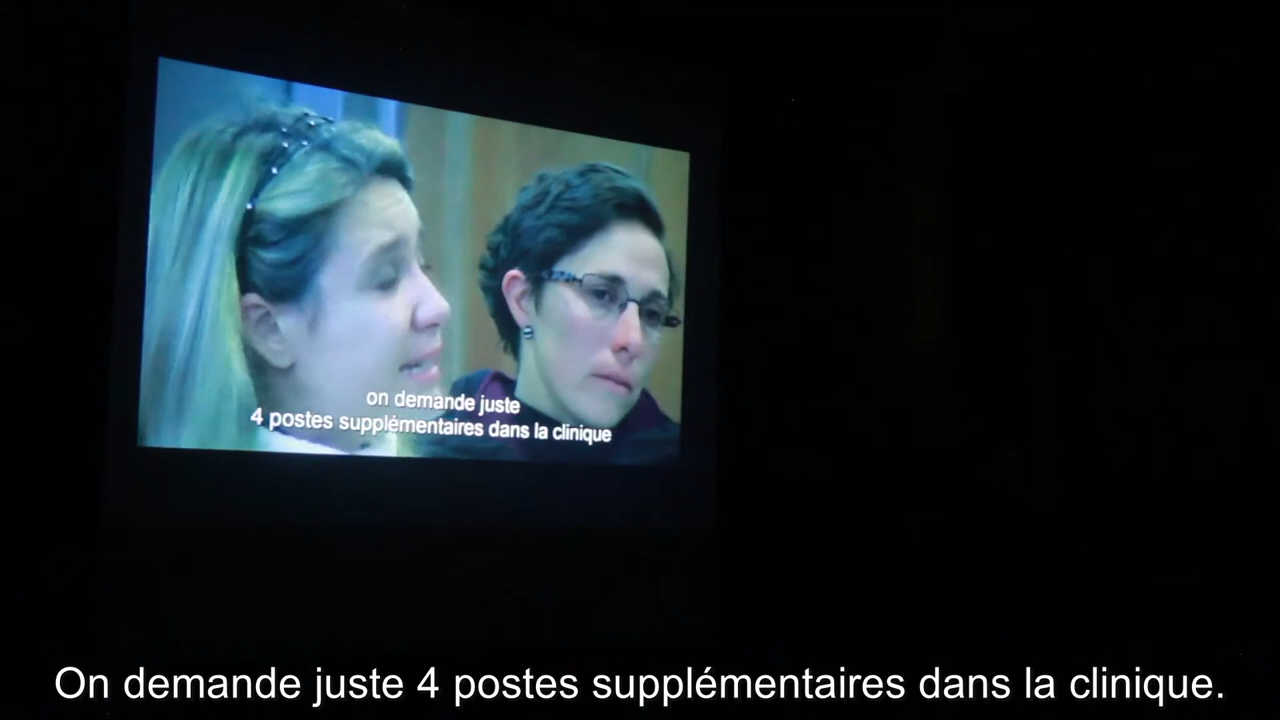 on demande juste
4 postes supplémentaires dans la clinique
On demande juste 4 postes supplémentaires dans la clinique.